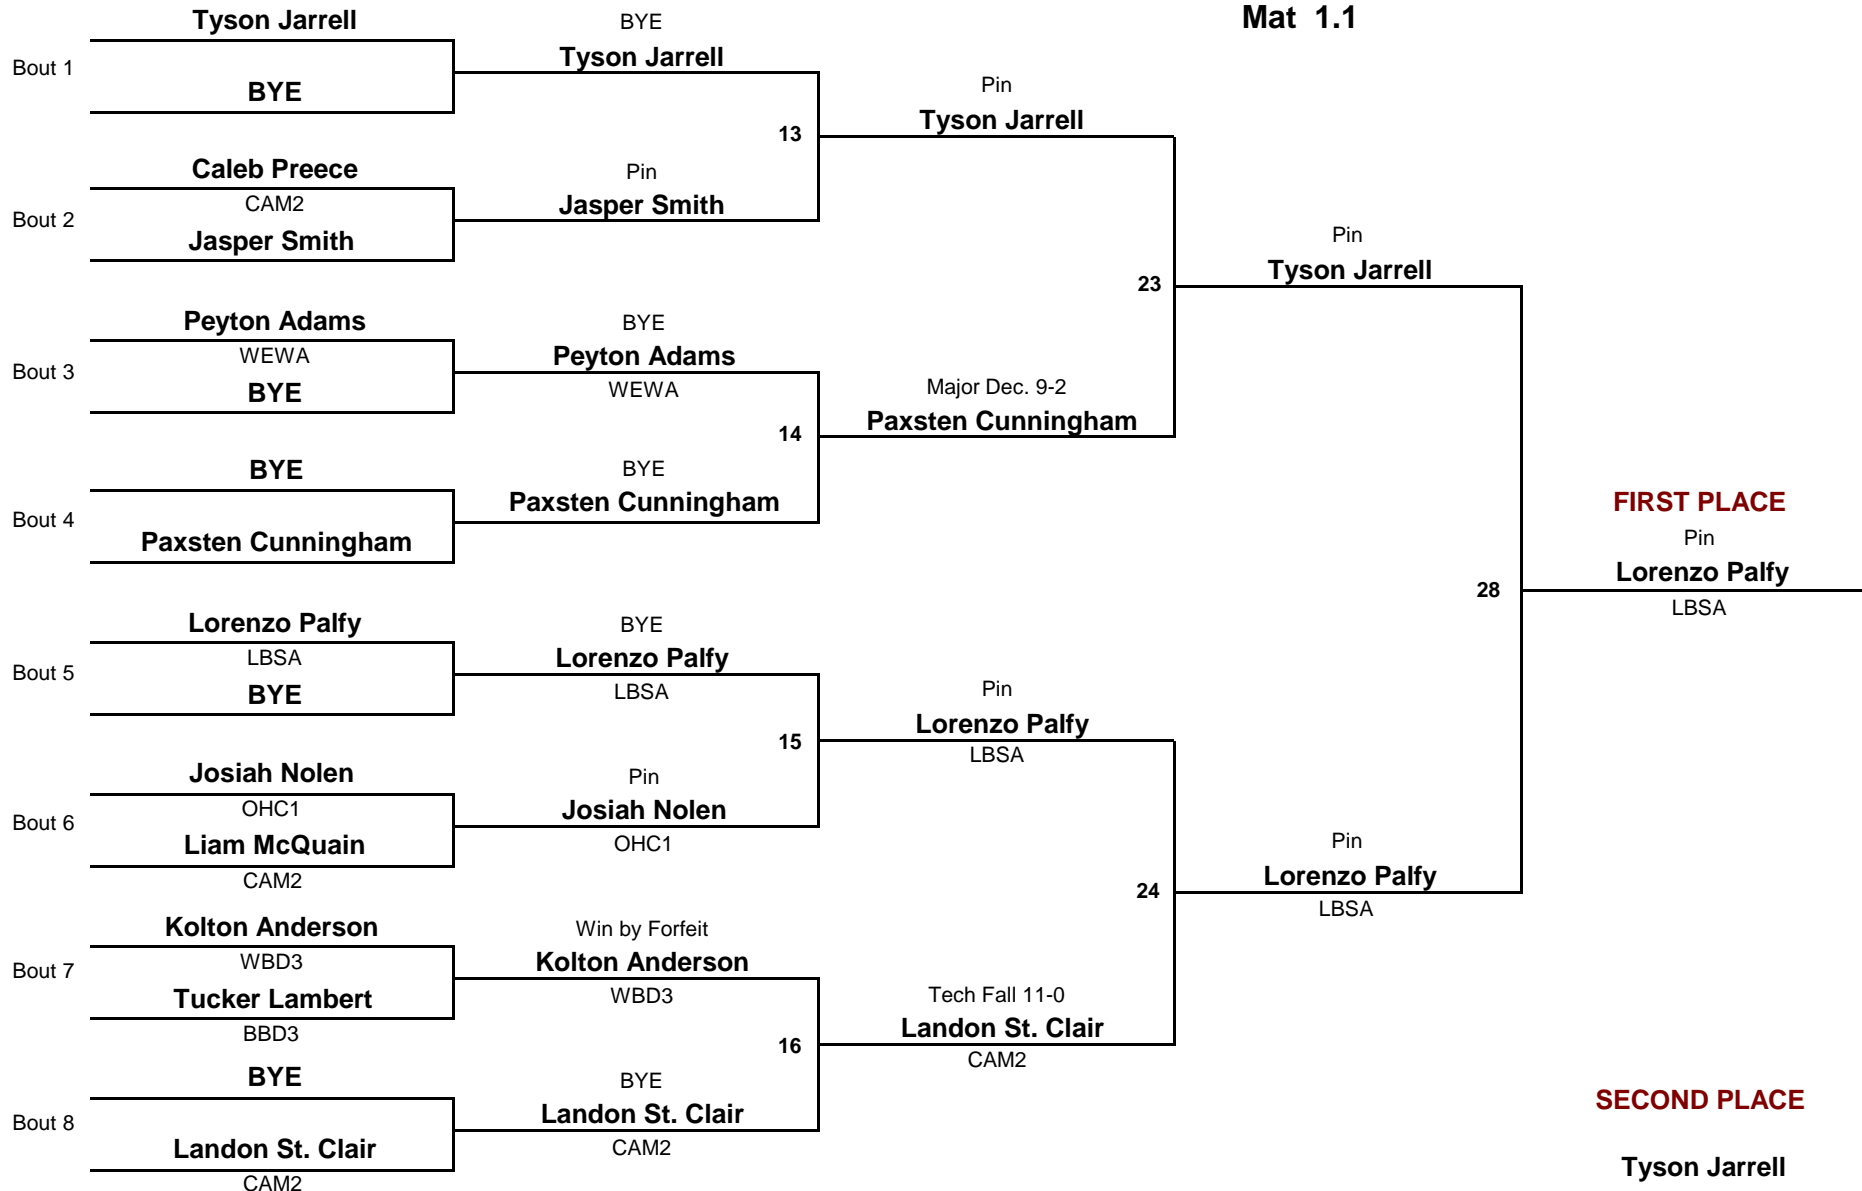 Mat 1.1
Tyson Jarrell
Bout 1
BYE
Caleb Preece
CAM2
Bout 2
Jasper Smith
Peyton Adams
WEWA
Bout 3
BYE
BYE
Bout 4
Paxsten Cunningham
Lorenzo Palfy
LBSA
Bout 5
BYE
Josiah Nolen
OHC1
Bout 6
Liam McQuain
CAM2
Kolton Anderson
WBD3
Bout 7
Tucker Lambert
BBD3
BYE
Bout 8
Landon St. Clair
CAM2
BYE
Tyson Jarrell
13
Pin
Jasper Smith
BYE
Peyton Adams
WEWA
14
BYE
Paxsten Cunningham
BYE
Lorenzo Palfy
LBSA
15
Pin
Josiah Nolen
OHC1
Win by Forfeit
Kolton Anderson
WBD3
16
BYE
Landon St. Clair
CAM2
Pin
Tyson Jarrell
23
Major Dec. 9-2
Paxsten Cunningham
Pin
Lorenzo Palfy
LBSA
24
Tech Fall 11-0
Landon St. Clair
CAM2
Pin
Tyson Jarrell
28
Pin
Lorenzo Palfy
LBSA
FIRST PLACE
Pin
Lorenzo Palfy
LBSA
SECOND PLACE
Tyson Jarrell